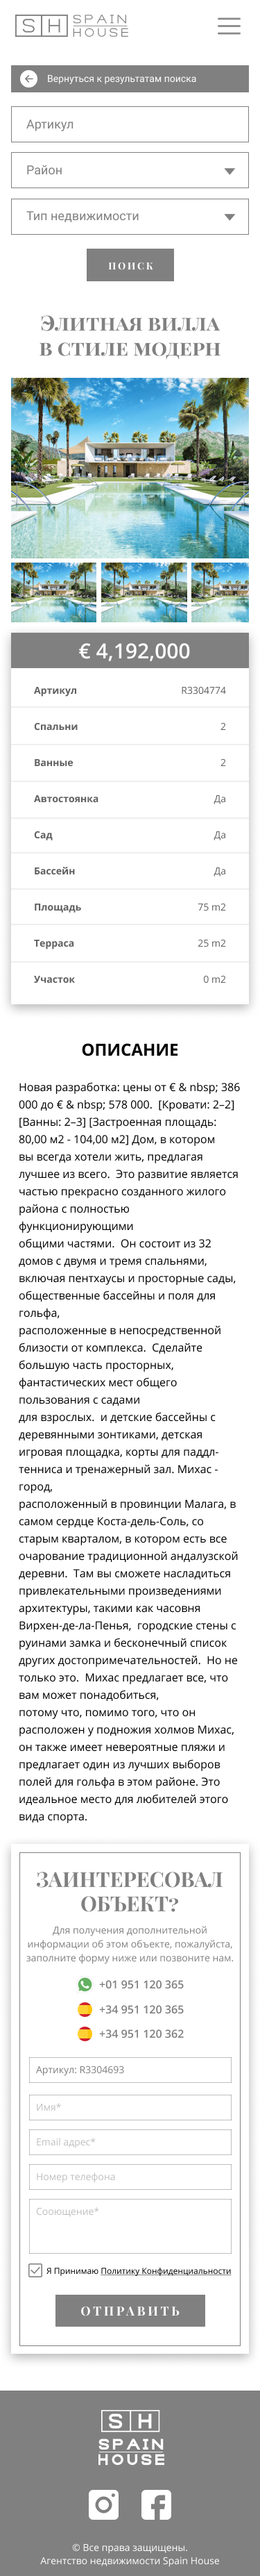 SH SPAIN
HOUSE
Вернуться к результатам поиска
Артикул
Район
Тип недвижимости
ПОИСК
Элитная вилла
в стиле модерн
€ 4,192,000
Артикул R3304774
Спальни 2
Ванные 2
Автостоянка Да
Сад Да
Бассейн Да
Площадь 75 m2
Терраса 25 m2
Участок 0 m2
ОПИСАНИЕ
Новая разработка: цены от € & nbsp; 386
000 до € & nbsp; 578 000. [Кровати: 2–2]
[Ванны: 2–3] [Застроенная площадь:
80,00 м2 - 104,00 м2] Дом, в котором
вы всегда хотели жить, предлагая
лучшее из всего. Это развитие является
частью прекрасно созданного жилого
района с полностью
функционирующими
общими частями. Он состоит из 32
домов с двумя и тремя спальнями,
включая пентхаусы и просторные сады,
общественные бассейны и поля для
гольфа,
расположенные в непосредственной
близости от комплекса. Сделайте
большую часть просторных,
фантастических мест общего
пользования с садами
для взрослых. и детские бассейны с
деревянными зонтиками, детская
игровая площадка, корты для паддл-
тенниса и тренажерный зал. Михас -
город,
расположенный в провинции Малага, в
самом сердце Коста-дель-Соль, со
старым кварталом, в котором есть все
очарование традиционной андалузской
деревни. Там вы сможете насладиться
привлекательными произведениями
архитектуры, такими как часовня
Вирхен-де-ла-Пенья, городские стены с
руинами замка и бесконечный список
других достопримечательностей. Но не
только это. Михас предлагает все, что
вам может понадобиться,
потому что, помимо того, что он
расположен у подножия холмов Михас,
он также имеет невероятные пляжи и
предлагает один из лучших выборов
полей для гольфа в этом районе. Это
идеальное место для любителей этого
вида спорта.
ЗАИНТЕРЕСОВАЛ
ОБЪЕКТ?
Для получения дополнительной
информации об этом объекте, пожалуйста,
заполните форму ниже или позвоните нам.
+01 951 120 365
+34 951 120 365
+34 951 120 362
Артикул: R3304693
Имя*
Email адрес*
Номер телефона
Сооющение*
Я Принимаю Политику Конфиденциальности
ОТПРАВИТЬ
SH
SPAIN
HOUSE
© Все права защищены.
Агентство недвижимости Spain House